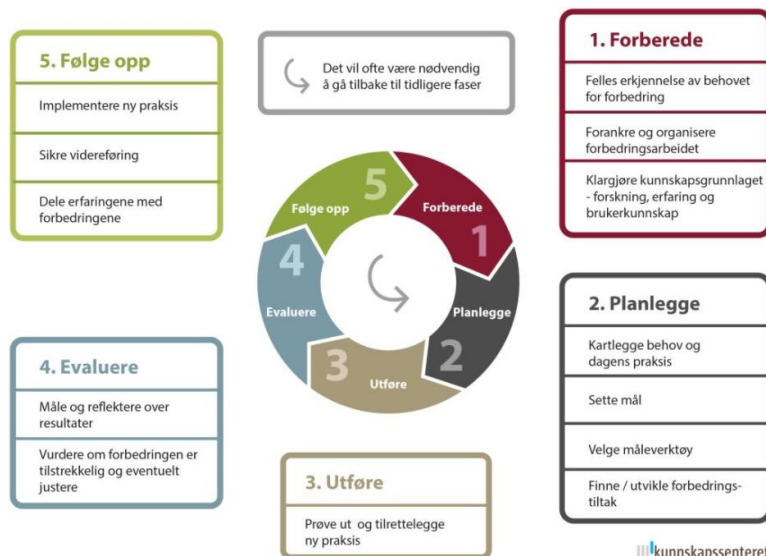 5. Følge opp
Implementere ny praksis
Sikre videreføring
Dele erfaringene med
forbedringene
Det vil ofte være nødvendig
å gå tilbake til tidligere faser
1. Forberede
Felles erkjennelse av behovet
for forbedring
Forankre og organisere
forbedringsarbeidet
Klargjøre kunnskapsgrunnlaget
- forskning, erfaring og
brukerkunnskap
5
Følge opp
Forberede
1
4
Evaluere
Planlegge
2
3
Utføre
2. Planlegge
Kartlegge behov og
dagens praksis
Sette mål
Velge måleverktøy
Finne / utvikle forbedrings-
tiltak
4. Evaluere
Måle og reflektere over
resultater
Vurdere om forbedringen er
tilstrekkelig og eventuelt
justere
3. Utføre
Prøve ut og tilrettelegge
ny praksis
kunnskapssenteret